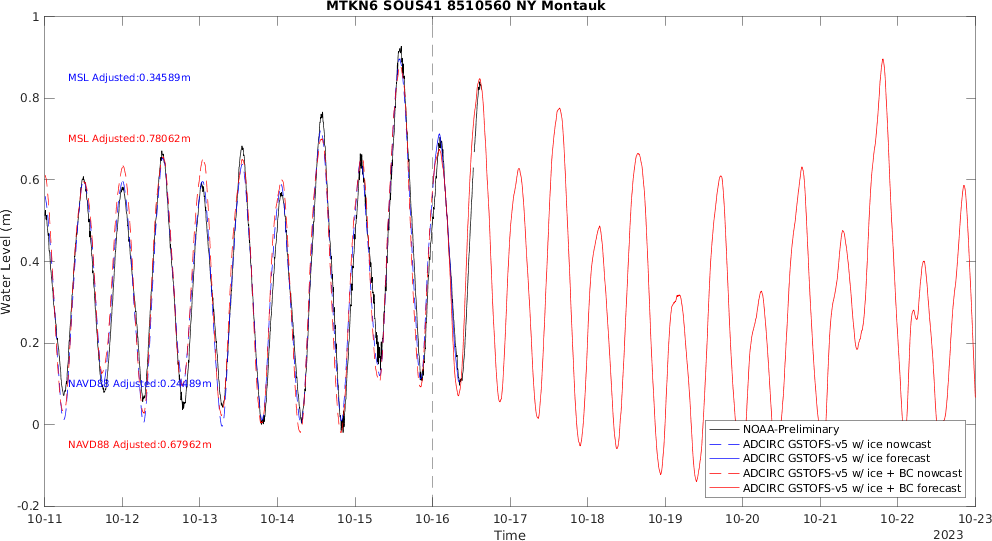 MTKN6 SOUS41 8510560 NY Montauk
1
0.8
0.6
0.4
0.2
0
-0.2
Water Level (m)
MSL Adjusted:0.34589m
MSL Adjusted:0.78062m
NAVD88 Adjusted:0.24489m
NAVD88 Adjusted:0.67962m
NOAA-Preliminary
ADCIRC GSTOFS-v5 w/ ice nowcast
ADCIRC GSTOFS-v5 w/ ice forecast
ADCIRC GSTOFS-v5 w/ ice + BC nowcast
ADCIRC GSTOFS-v5 w/ ice + BC forecast
10-11 10-12 10-13 10-14 10-15 10-16 10-17 10-18 10-19 10-20 10-21 10-22 10-23
Time
2023